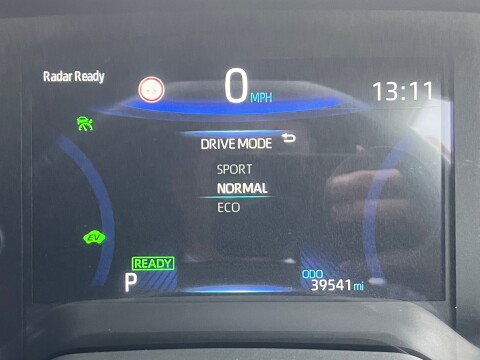 Radar Ready
0 MPH
13:11
DRIVE MODE
SPORT
NORMAL
ECO
EV
READY
P
ODO
39541 mi